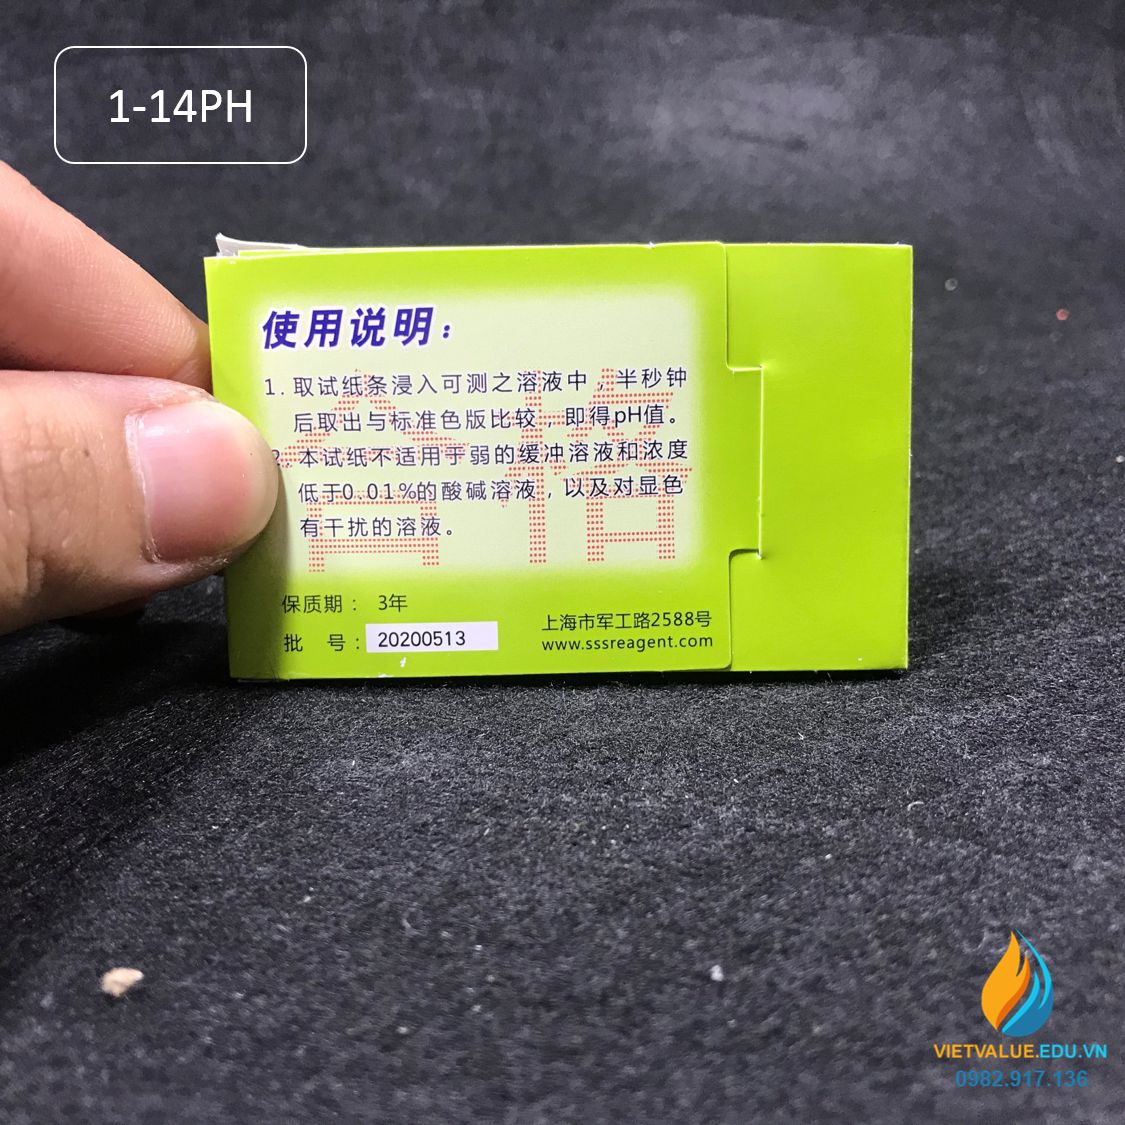 1-14PH
使用说明：
1. 取试纸条浸入可测之溶液中，半秒钟
后取出与标准色版比较，即得pH值。
2. 本试纸不适用于弱的缓冲溶液和浓度
低于0.01%的酸碱溶液，以及对显色
有干扰的溶液。
合格
保质期： 3年
批 号： 20200513
上海市军工路2588号
www.sssreagent.com
VIETVALUE.EDU.VN
0982.917.136